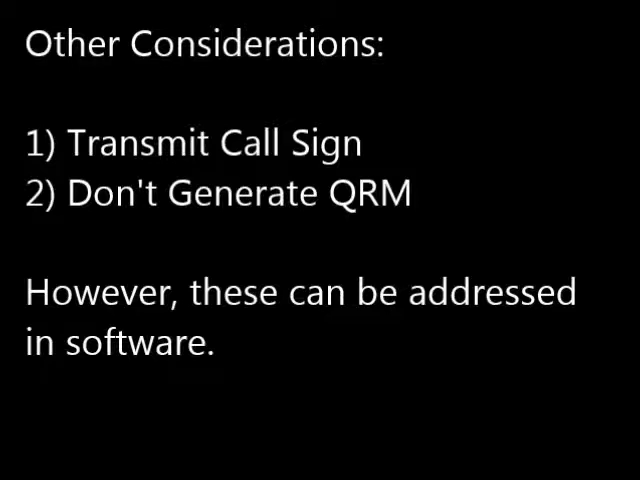 Other Considerations:
1) Transmit Call Sign
2) Don't Generate QRM
However, these can be addressed
in software.